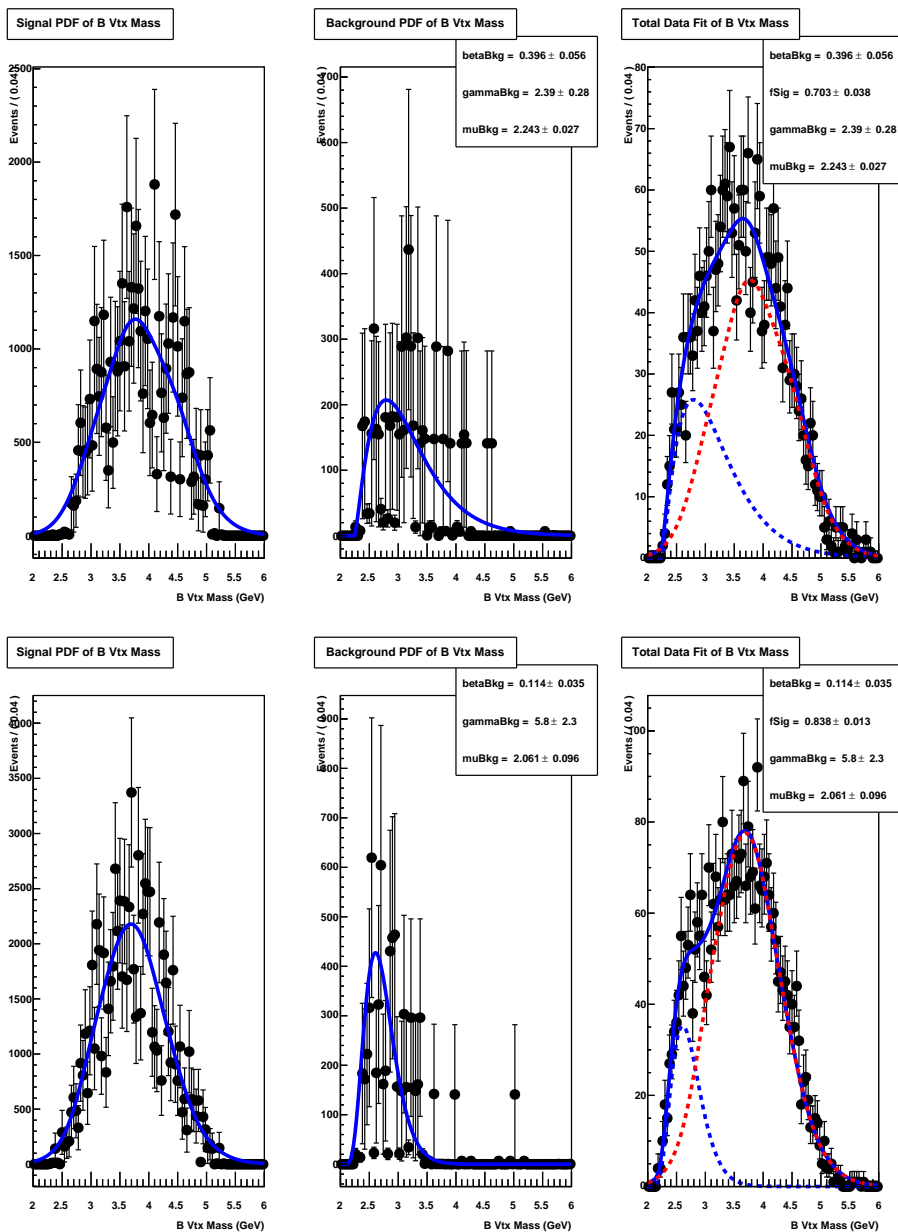 Signal PDF of B Vtx Mass
Events / ( 0.04 )
2500
2000
1500
1000
500
0
2 2.5 3 3.5 4 4.5 5 5.5 6
B Vtx Mass (GeV)
Background PDF of B Vtx Mass
betaBkg = 0.396 ± 0.056
gammaBkg = 2.39 ± 0.28
muBkg = 2.243 ± 0.027
Events / ( 0.04 )
700
600
500
400
300
200
100
0
2 2.5 3 3.5 4 4.5 5 5.5 6
B Vtx Mass (GeV)
Total Data Fit of B Vtx Mass
betaBkg = 0.396 ± 0.056
fSig = 0.703 ± 0.038
gammaBkg = 2.39 ± 0.28
muBkg = 2.243 ± 0.027
Events / ( 0.04 )
80
70
60
50
40
30
20
10
0
2 2.5 3 3.5 4 4.5 5 5.5 6
B Vtx Mass (GeV)
Signal PDF of B Vtx Mass
Events / ( 0.04 )
4000
3500
3000
2500
2000
1500
1000
500
0
2 2.5 3 3.5 4 4.5 5 5.5 6
B Vtx Mass (GeV)
Background PDF of B Vtx Mass
betaBkg = 0.114 ± 0.035
gammaBkg = 5.8 ± 2.3
muBkg = 2.061 ± 0.096
Events / ( 0.04 )
900
800
700
600
500
400
300
200
100
0
2 2.5 3 3.5 4 4.5 5 5.5 6
B Vtx Mass (GeV)
Total Data Fit of B Vtx Mass
betaBkg = 0.114 ± 0.035
fSig = 0.838 ± 0.013
gammaBkg = 5.8 ± 2.3
muBkg = 2.061 ± 0.096
Events / ( 0.04 )
100
80
60
40
20
0
2 2.5 3 3.5 4 4.5 5 5.5 6
B Vtx Mass (GeV)